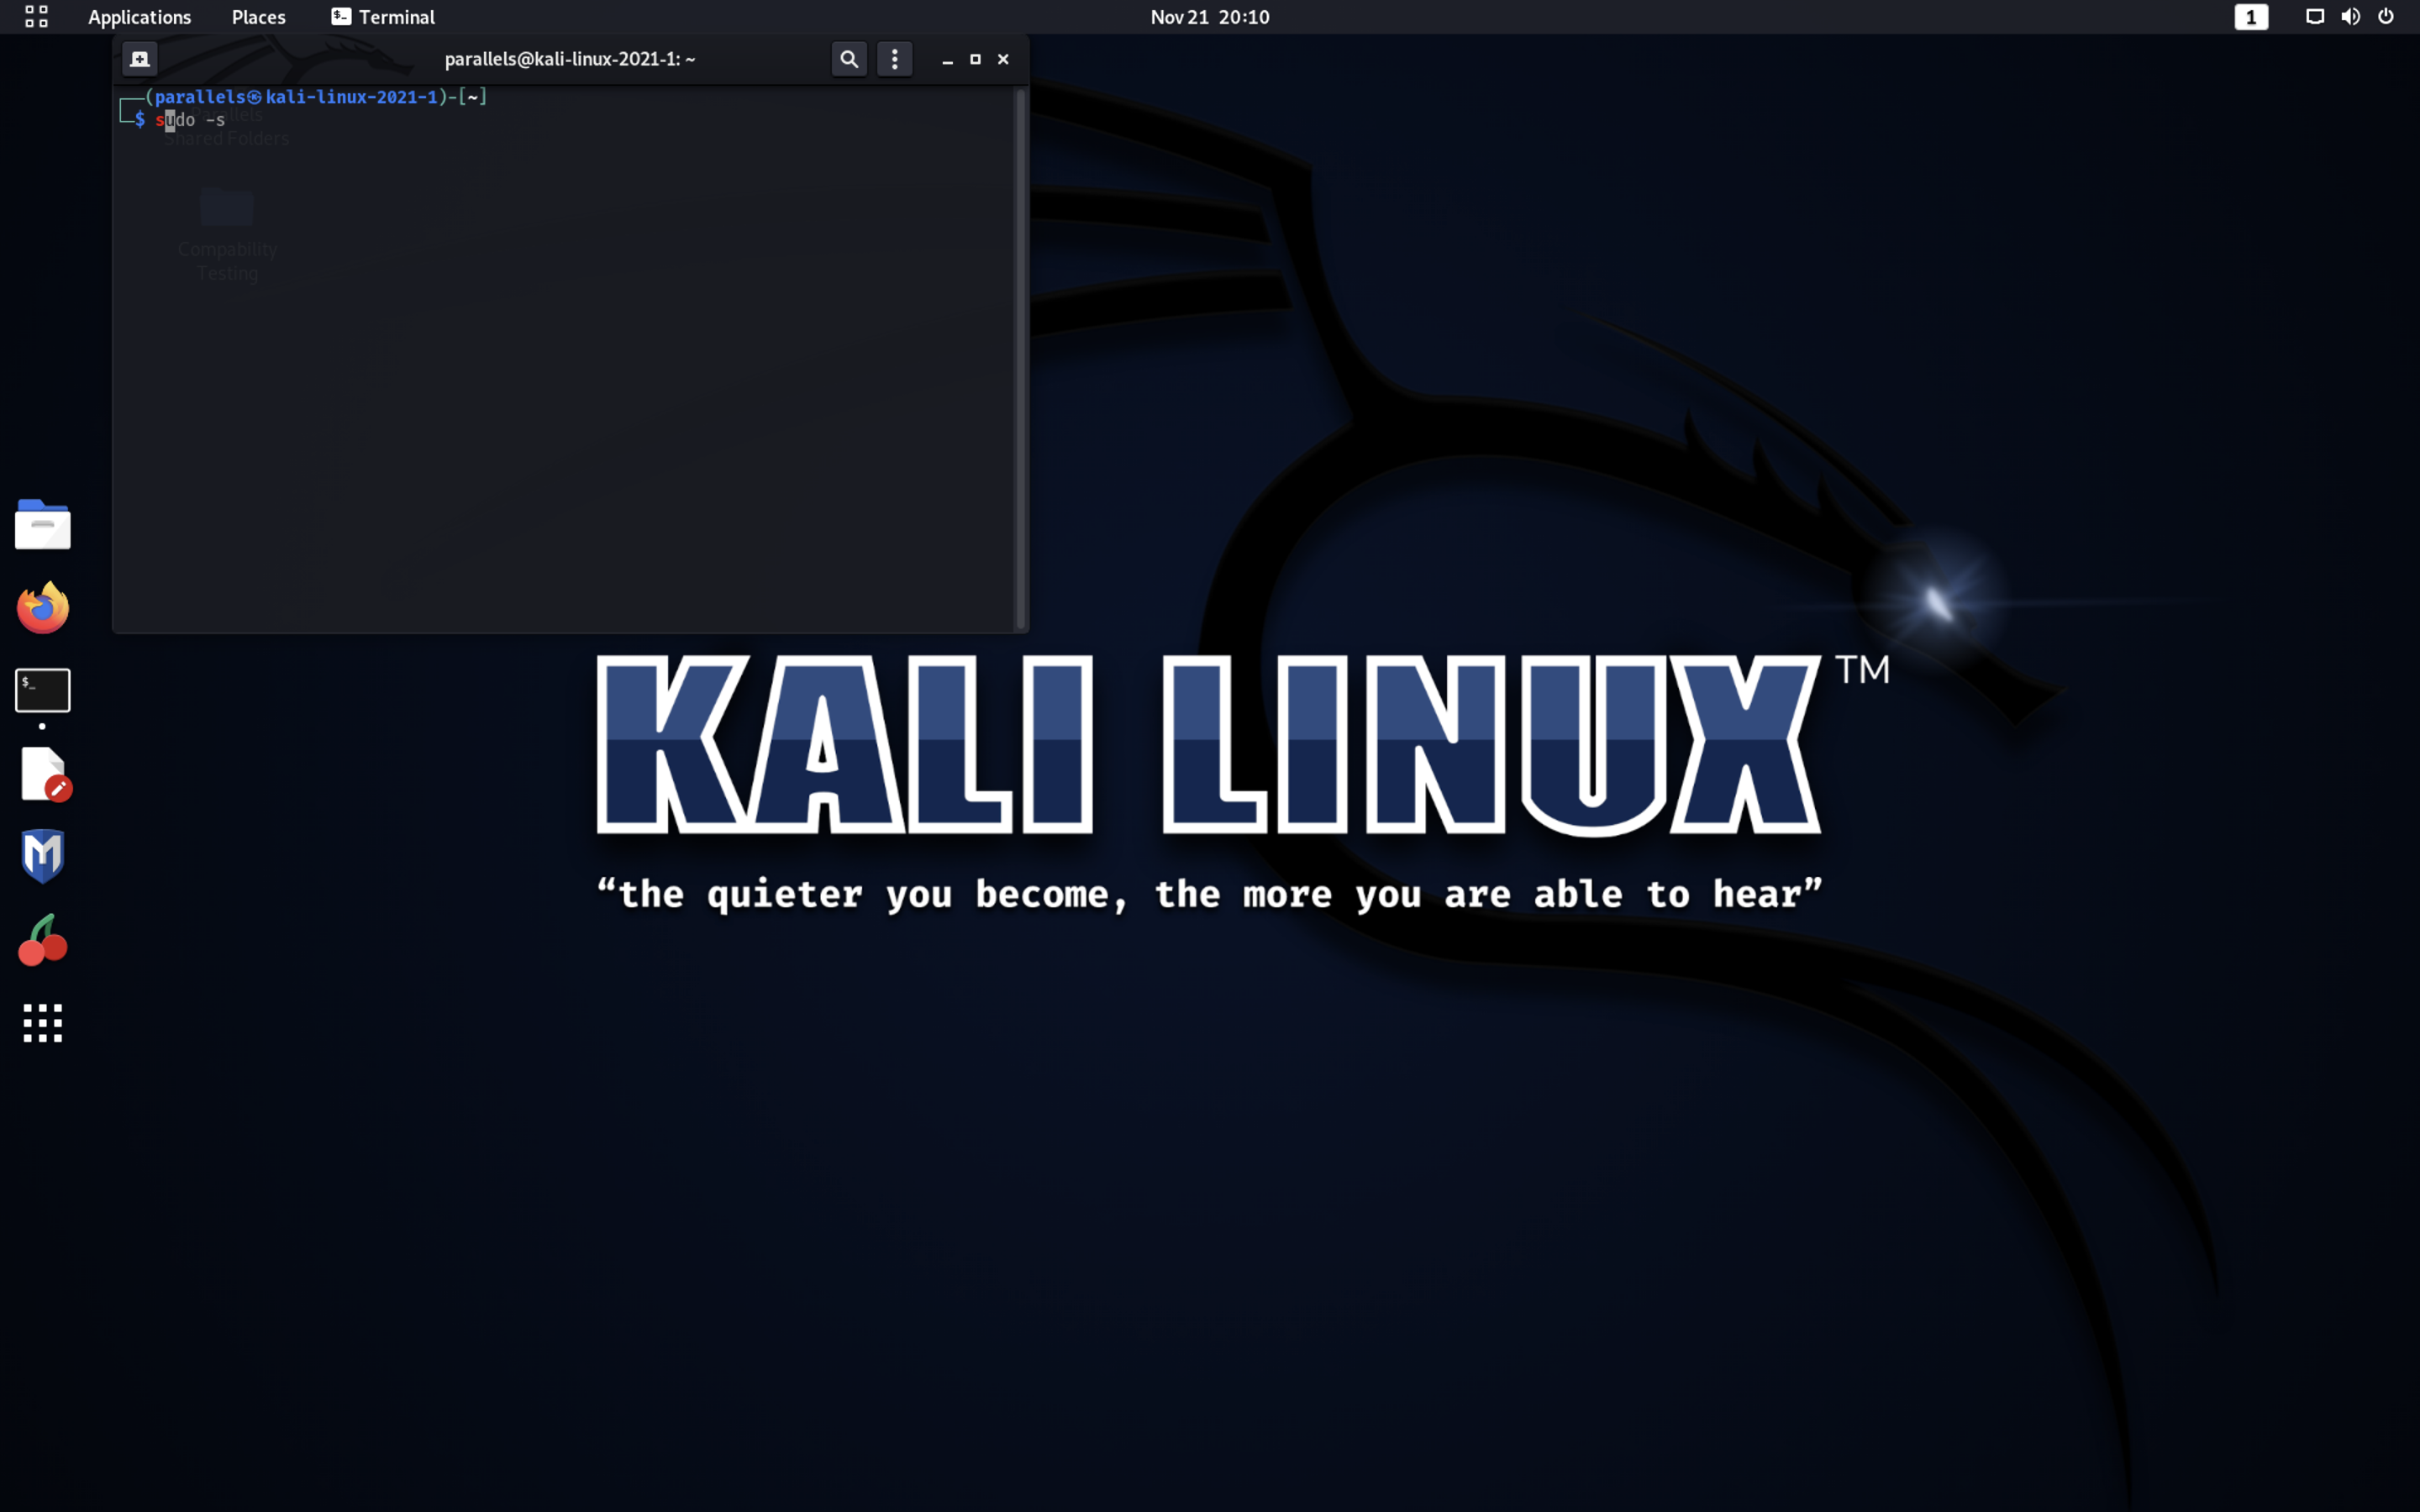 Applications Places Terminal Nov 21 20:10 1
parallels@kali-linux-2021-1: ~
(parallels㉿kali-linux-2021-1)-[~]
$ sudo -s
Parallels
Shared Folders
Compability
Testing
$_
KALI LINUX™
“the quieter you become, the more you are able to hear”